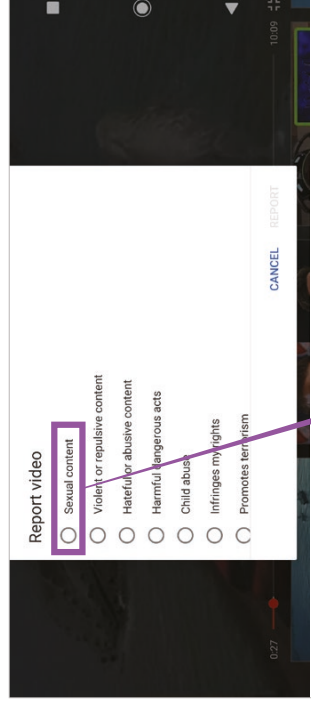 Report video
Sexual content
Violent or repulsive content
Hateful or abusive content
Harmful dangerous acts
Child abuse
Infringes my rights
Promotes terrorism
CANCEL
REPORT
0:27
10:09